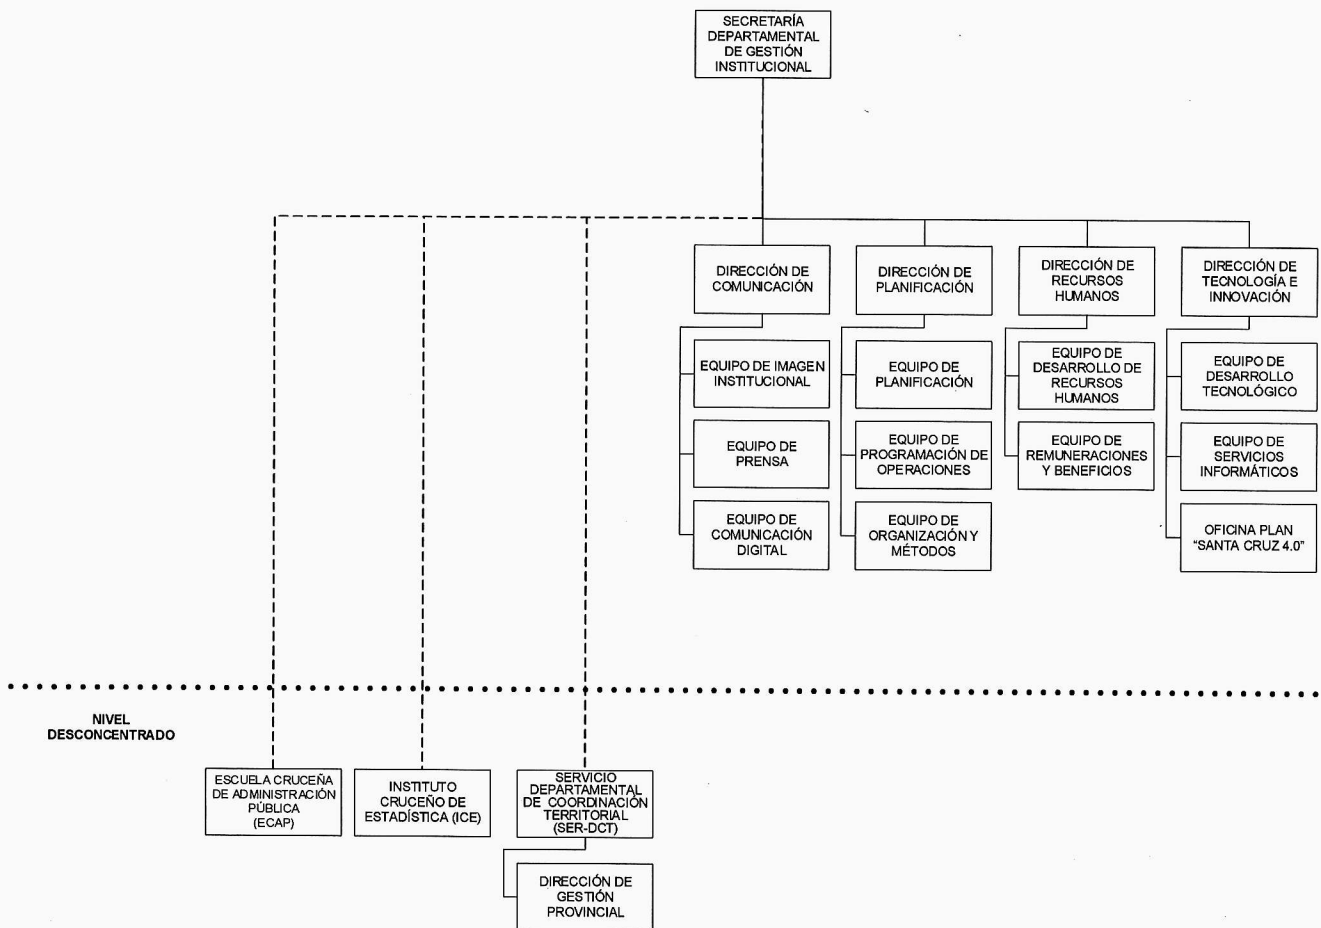 SECRETARÍA
DEPARTAMENTAL
DE GESTIÓN
INSTITUCIONAL
DIRECCIÓN DE
COMUNICACIÓN
DIRECCIÓN DE
PLANIFICACIÓN
DIRECCIÓN DE
RECURSOS
HUMANOS
DIRECCIÓN DE
TECNOLOGÍA E
INNOVACIÓN
EQUIPO DE IMAGEN
INSTITUCIONAL
EQUIPO DE
PLANIFICACIÓN
EQUIPO DE
DESARROLLO DE
RECURSOS
HUMANOS
EQUIPO DE
DESARROLLO
TECNOLÓGICO
EQUIPO DE
PRENSA
EQUIPO DE
PROGRAMACIÓN DE
OPERACIONES
EQUIPO DE
REMUNERACIONES
Y BENEFICIOS
EQUIPO DE
SERVICIOS
INFORMÁTICOS
EQUIPO DE
COMUNICACIÓN
DIGITAL
EQUIPO DE
ORGANIZACIÓN Y
MÉTODOS
OFICINA PLAN
“SANTA CRUZ 4.0”
NIVEL
DESCONCENTRADO
ESCUELA CRUCEÑA
DE ADMINISTRACIÓN
PÚBLICA
(ECAP)
INSTITUTO
CRUCEÑO DE
ESTADÍSTICA (ICE)
SERVICIO
DEPARTAMENTAL
DE COORDINACIÓN
TERRITORIAL
(SER-DCT)
DIRECCIÓN DE
GESTIÓN
PROVINCIAL